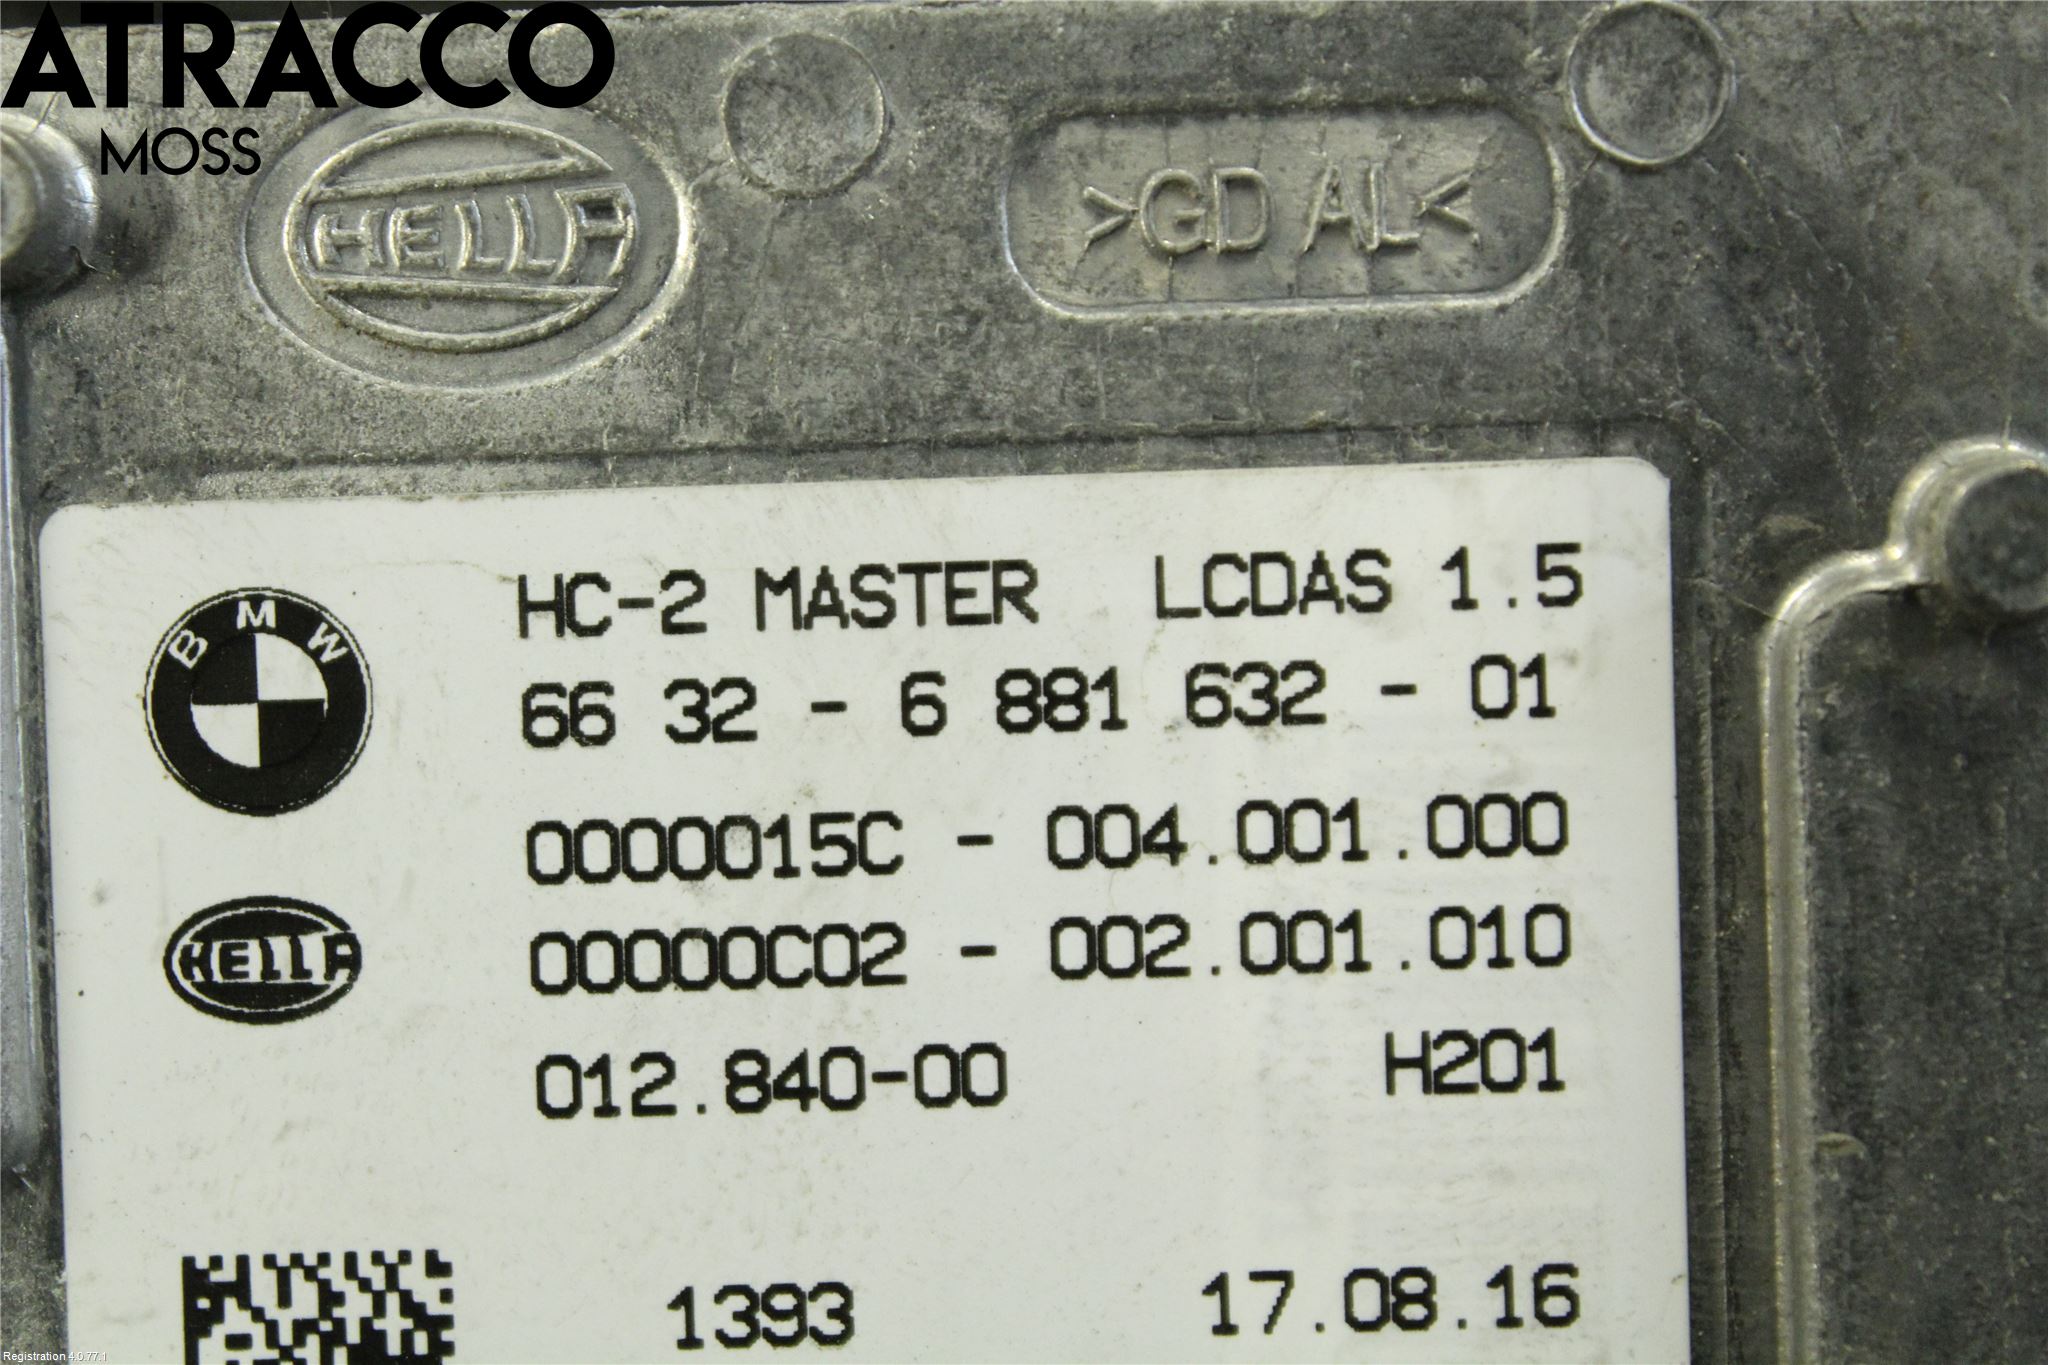 ATRACCO
MOSS
HELLA
>GD AL<
BMW
HC-2 MASTER LCDAS 1.5
66 32 - 6 881 632 - 01
0000015C - 004.001.000
HELLA
00000C02 - 002.001.010
012.840-00 H201
1393 17.08.16
Registration 4.0.77.1